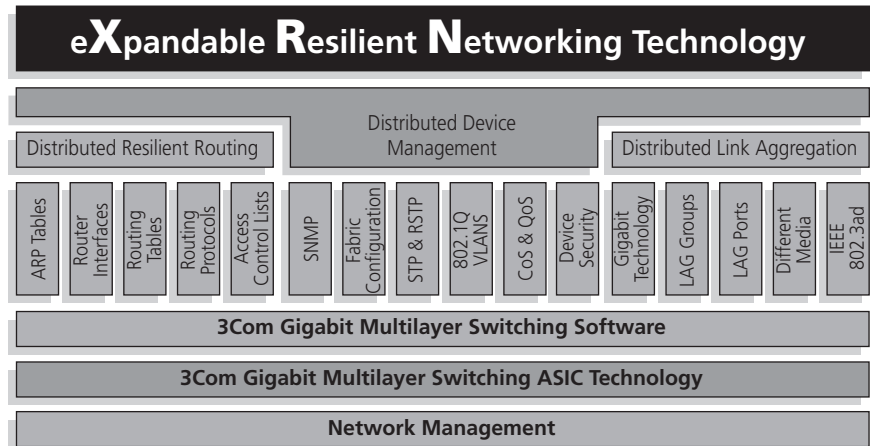 eXpandable Resilient Networking Technology
Distributed Device
Management
Distributed Resilient Routing
Distributed Link Aggregation
ARP Tables
Router
Interfaces
Routing
Tables
Routing
Protocols
Access
Control Lists
SNMP
Fabric
Configuration
STP & RSTP
802.1Q
VLANS
CoS & QoS
Device
Security
Gigabit
Technology
LAG Groups
LAG Ports
Different
Media
IEEE
802.3ad
3Com Gigabit Multilayer Switching Software
3Com Gigabit Multilayer Switching ASIC Technology
Network Management